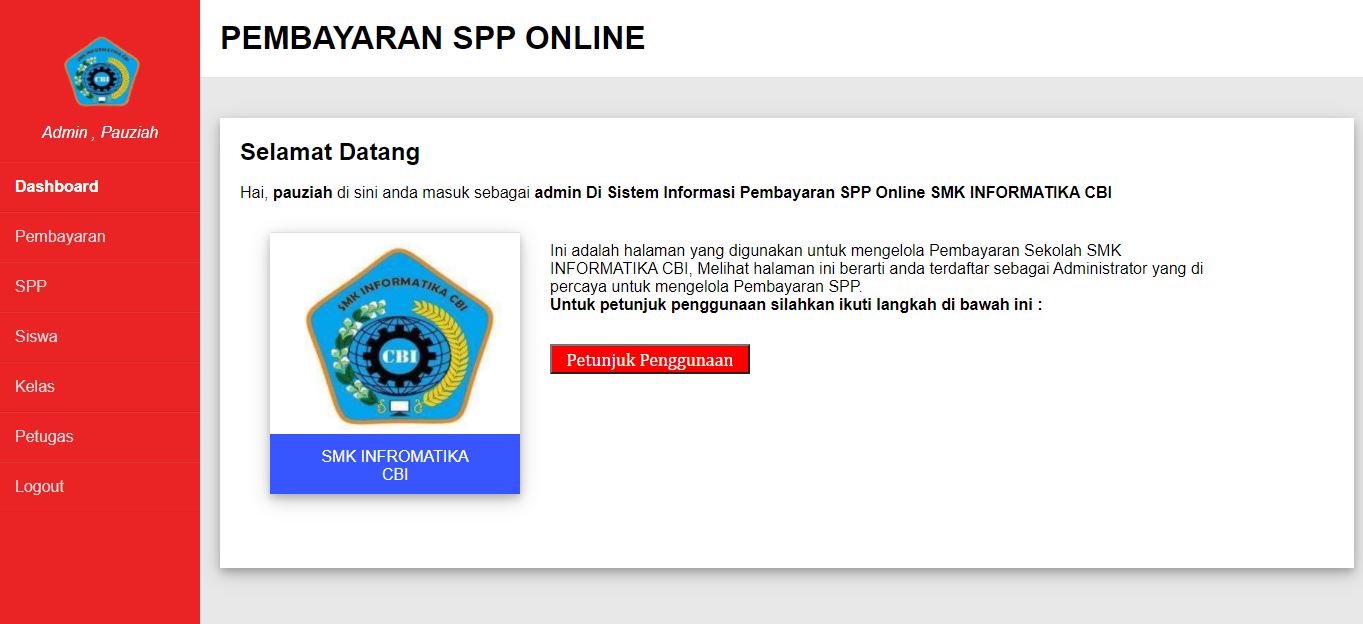 PEMBAYARAN SPP ONLINE
Admin , Pauziah
Dashboard
Pembayaran
SPP
Siswa
Kelas
Petugas
Logout
Selamat Datang
Hai, pauziah di sini anda masuk sebagai admin Di Sistem Informasi Pembayaran SPP Online SMK INFORMATIKA CBI
SMK INFORMATIKA CBI
CBI
SMK INFROMATIKA
CBI
Ini adalah halaman yang digunakan untuk mengelola Pembayaran Sekolah SMK
INFORMATIKA CBI, Melihat halaman ini berarti anda terdaftar sebagai Administrator yang di
percaya untuk mengelola Pembayaran SPP.
Untuk petunjuk penggunaan silahkan ikuti langkah di bawah ini :
Petunjuk Penggunaan